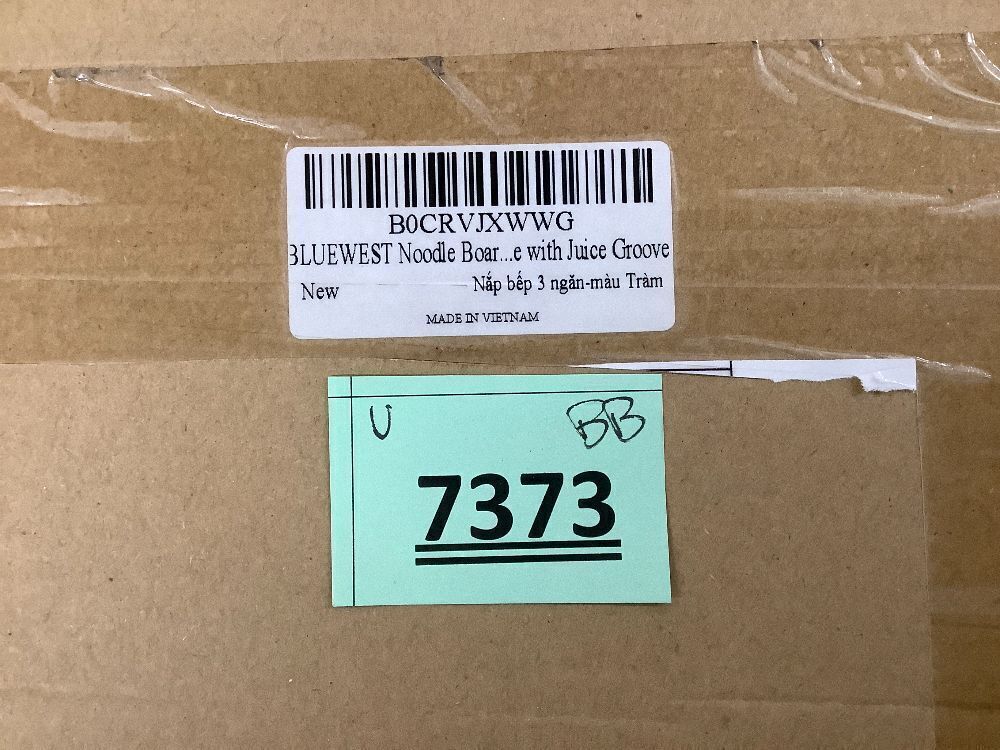 B0CRVJXWWG
BLUEWEST Noodle Boar...e with Juice Groove
New
Nắp bếp 3 ngăn-màu Tràm
MADE IN VIETNAM
U BB
7373